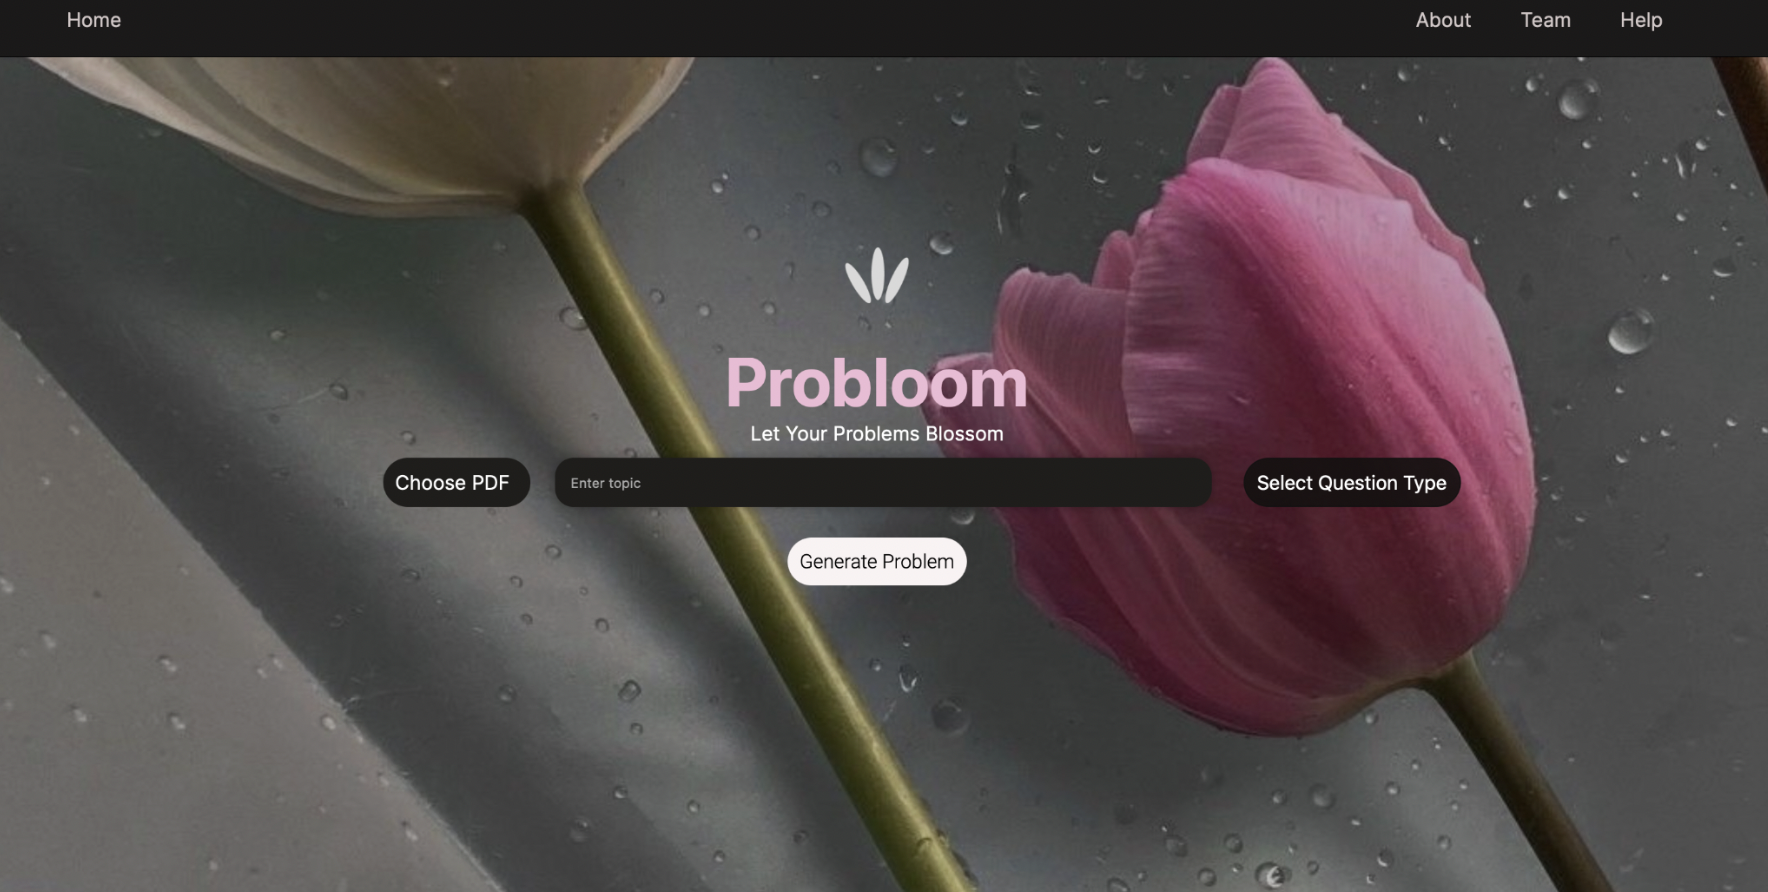 Home
About
Team
Help
Probloom
Let Your Problems Blossom
Choose PDF
Enter topic
Select Question Type
Generate Problem